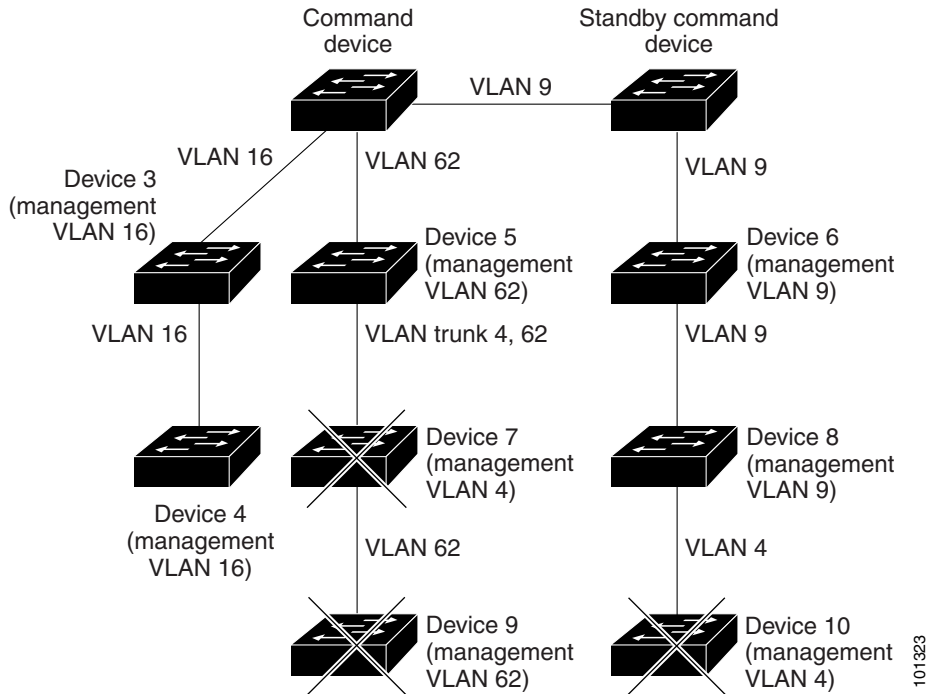 Command
device
Standby command
device
VLAN 9
VLAN 16
VLAN 62
VLAN 9
Device 3
(management
VLAN 16)
Device 5
(management
VLAN 62)
Device 6
(management
VLAN 9)
VLAN 16
VLAN trunk 4, 62
VLAN 9
Device 7
(management
VLAN 4)
Device 8
(management
VLAN 9)
Device 4
(management
VLAN 16)
VLAN 62
VLAN 4
Device 9
(management
VLAN 62)
Device 10
(management
VLAN 4)
101323